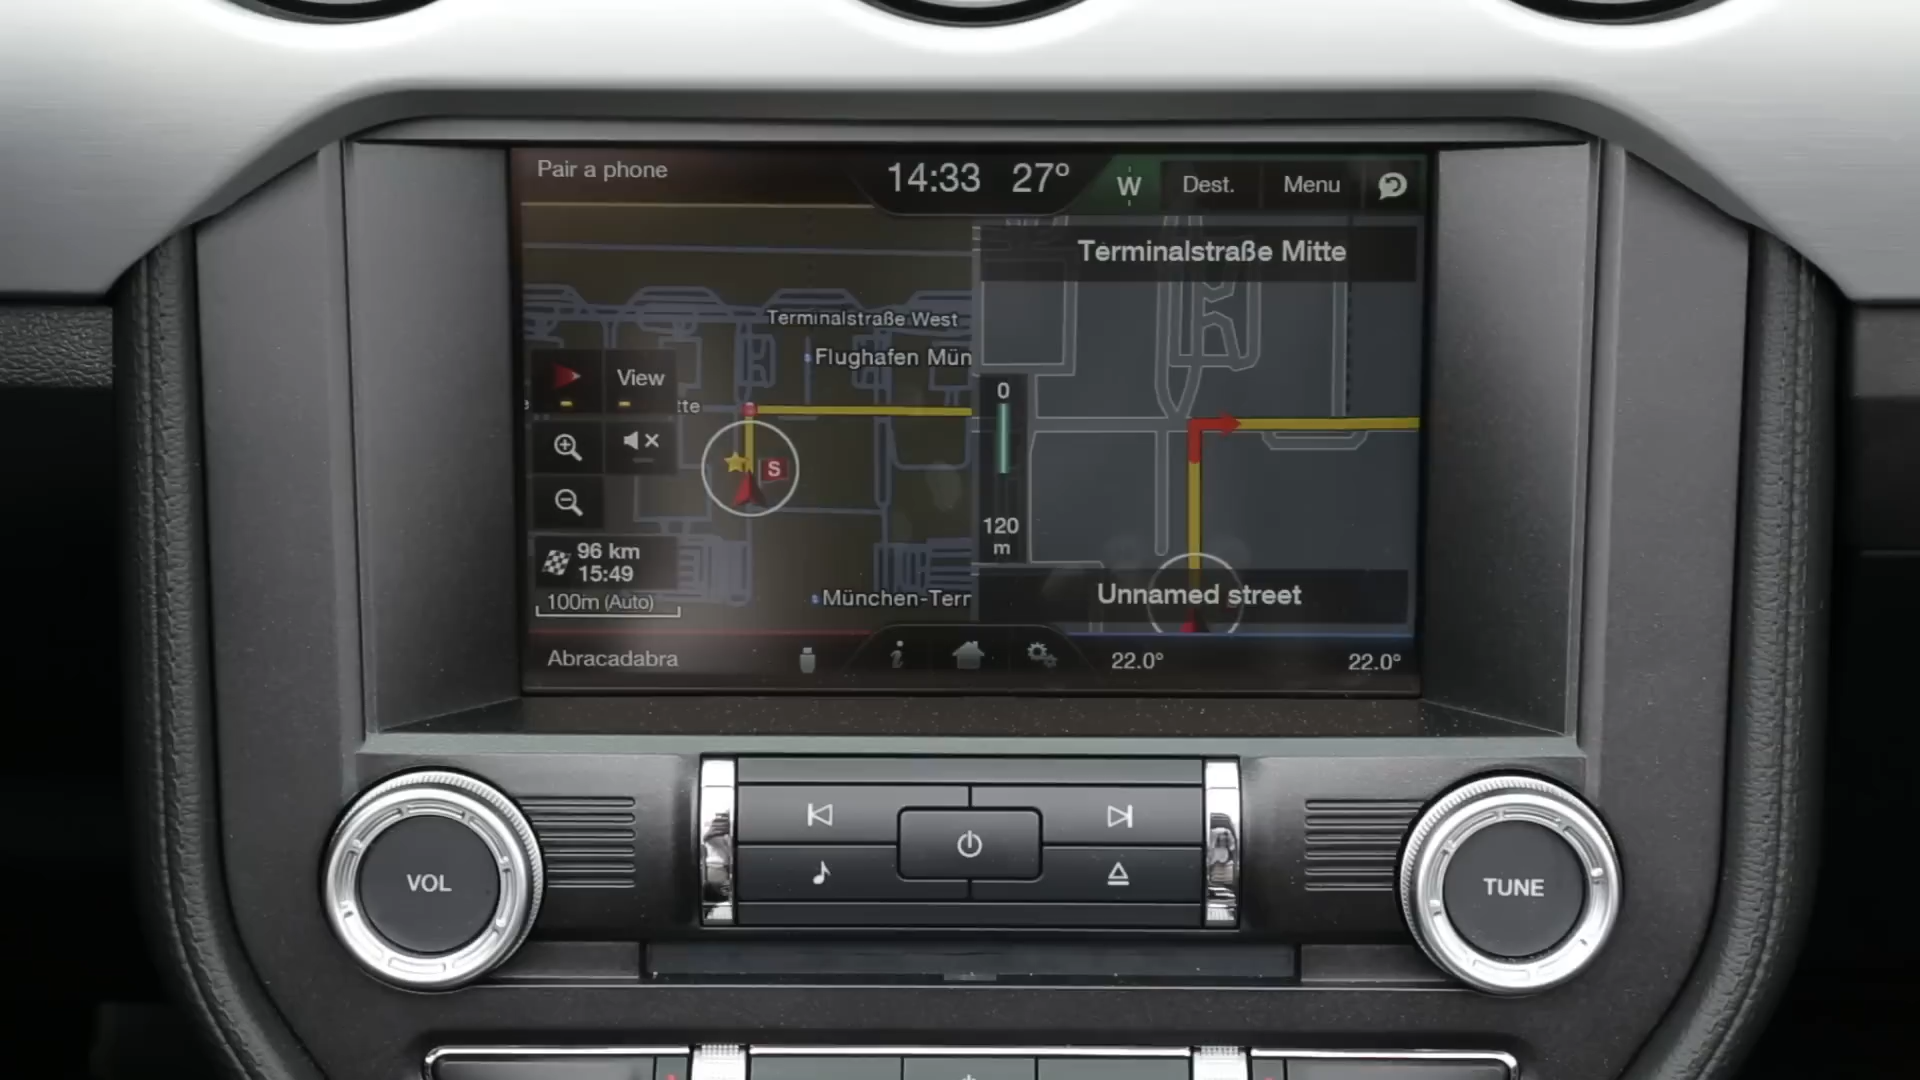 Pair a phone
14:33 27°
W
Dest.
Menu
Terminalstraße Mitte
Terminalstraße West
Flughafen Mün
View
tte
0
S
120
m
96 km
15:49
100m (Auto)
München-Terr
Unnamed street
Abracadabra
22.0°
22.0°
VOL
TUNE